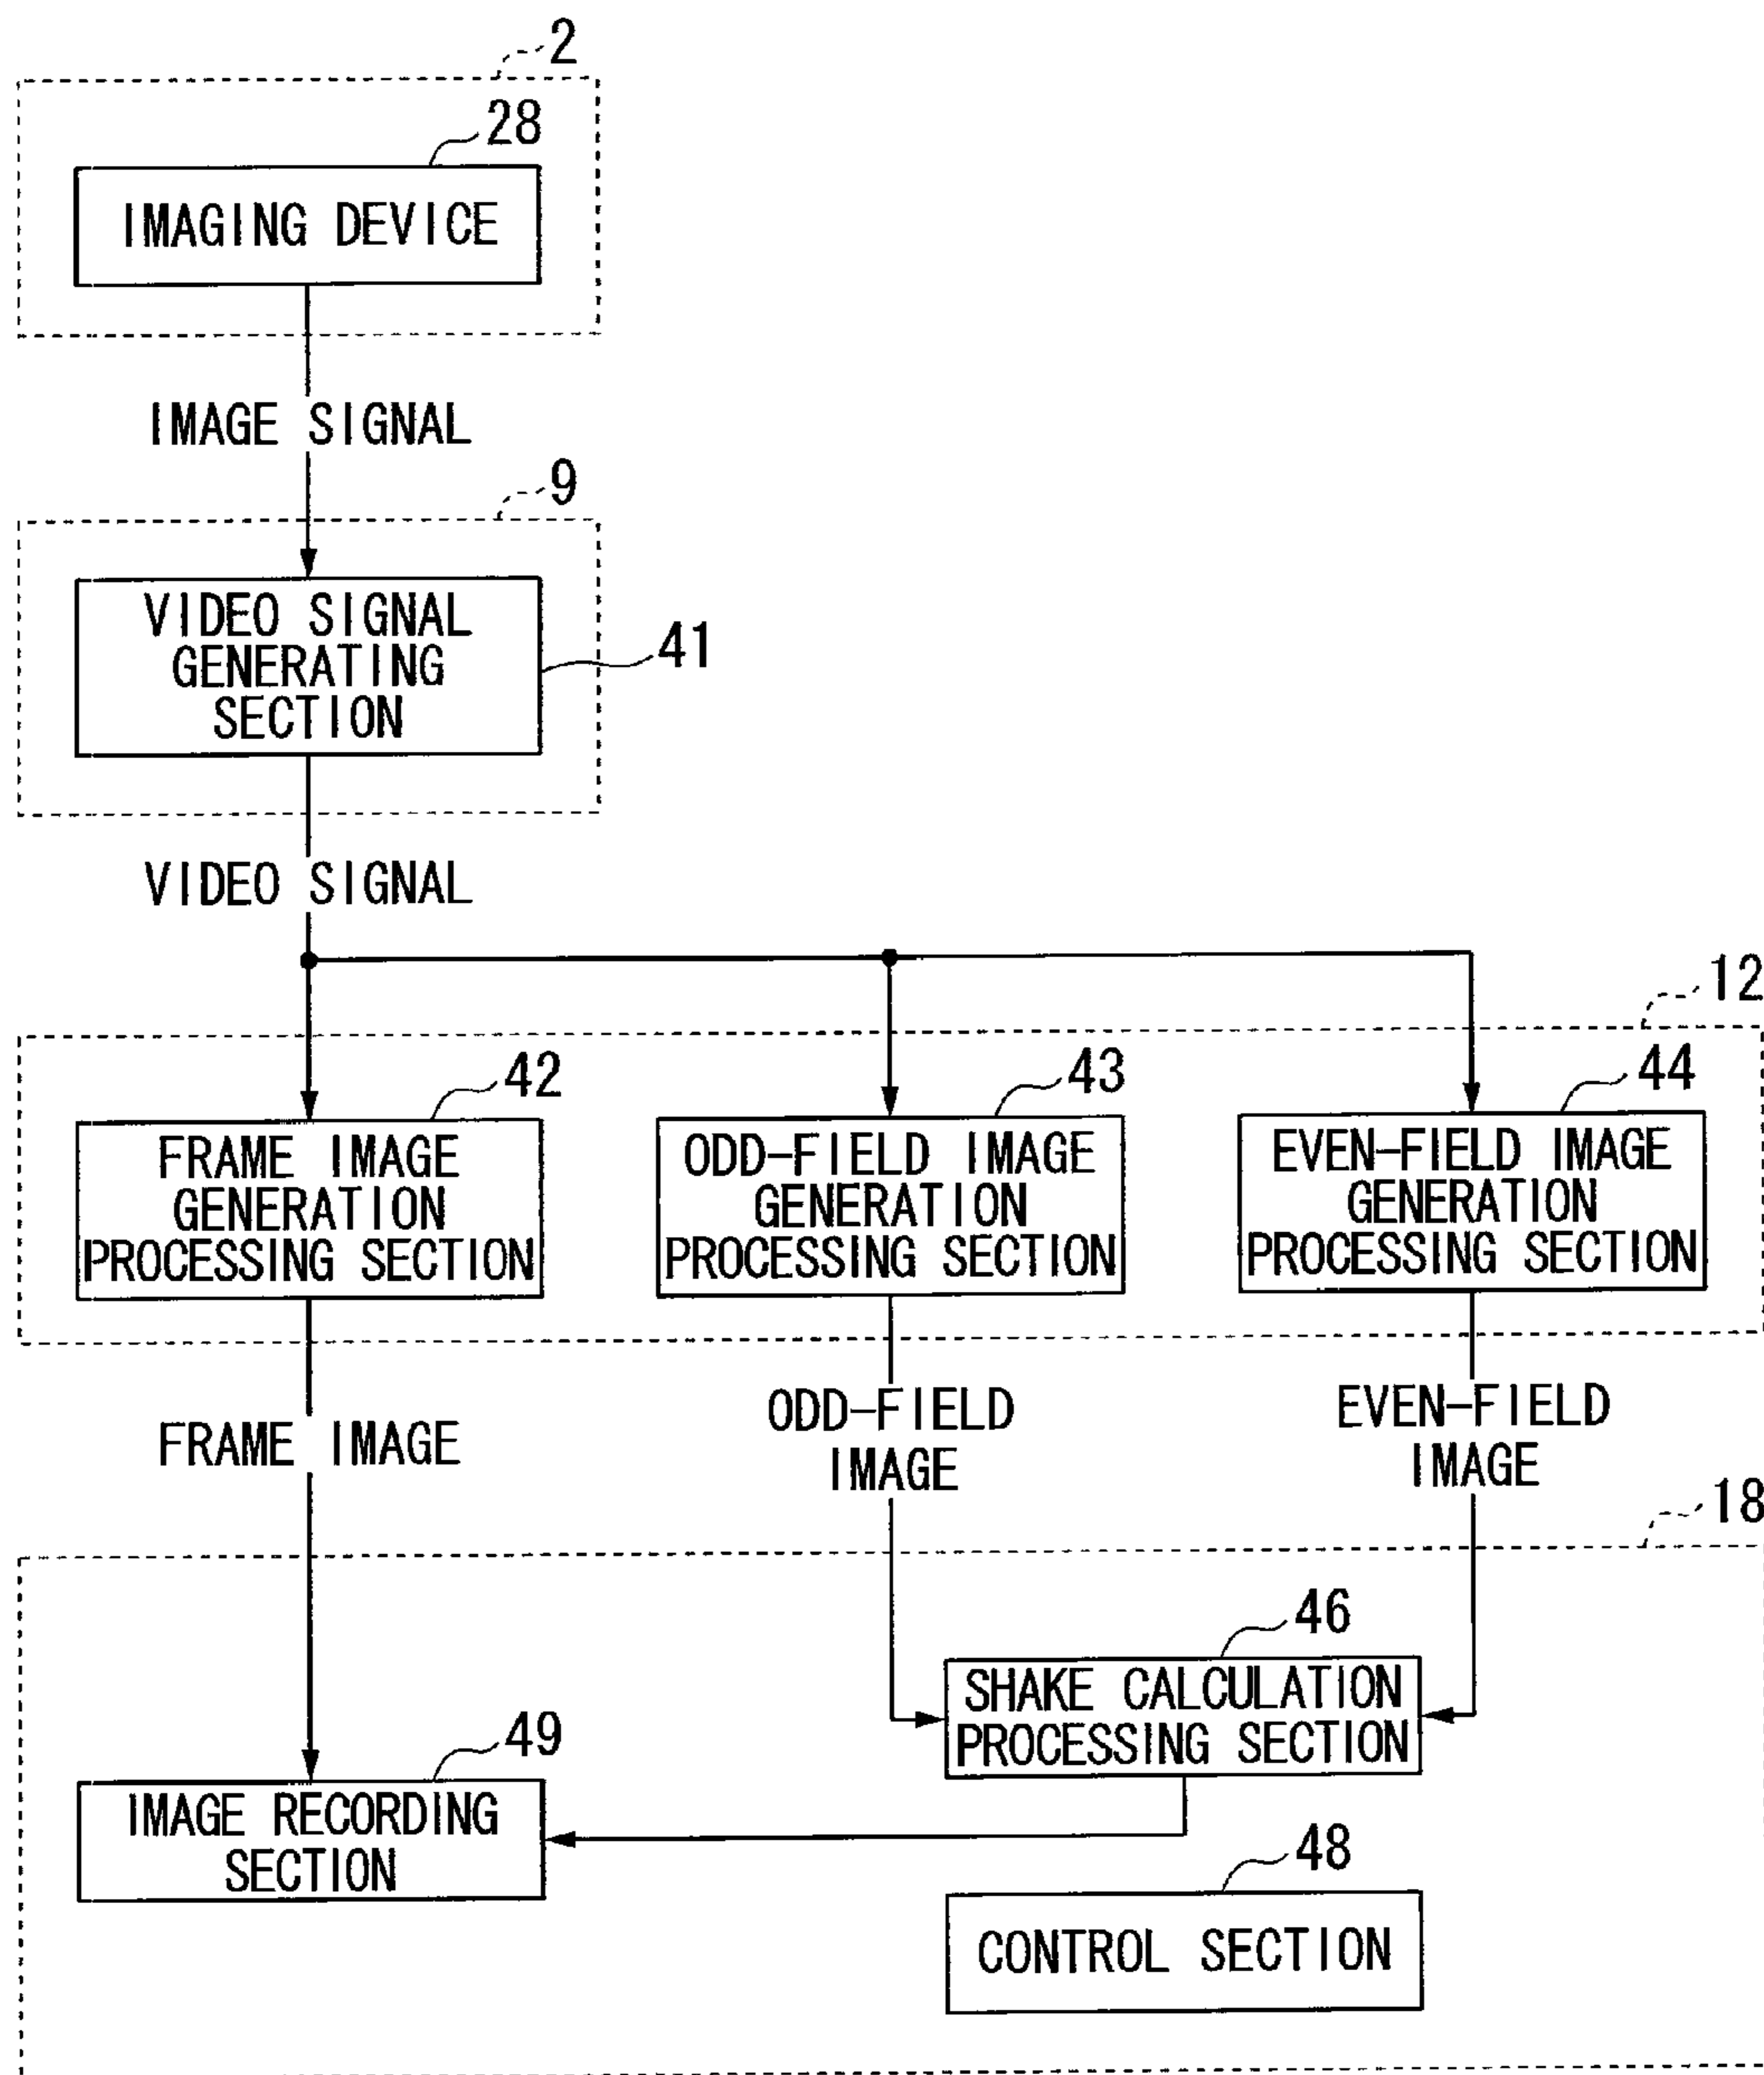 2
28
IMAGING DEVICE
IMAGE SIGNAL
9
VIDEO SIGNAL
GENERATING
SECTION
41
VIDEO SIGNAL
12
42
43
44
FRAME IMAGE
GENERATION
PROCESSING SECTION
ODD-FIELD IMAGE
GENERATION
PROCESSING SECTION
EVEN-FIELD IMAGE
GENERATION
PROCESSING SECTION
FRAME IMAGE
ODD-FIELD
IMAGE
EVEN-FIELD
IMAGE
18
46
SHAKE CALCULATION
PROCESSING SECTION
49
IMAGE RECORDING
SECTION
48
CONTROL SECTION